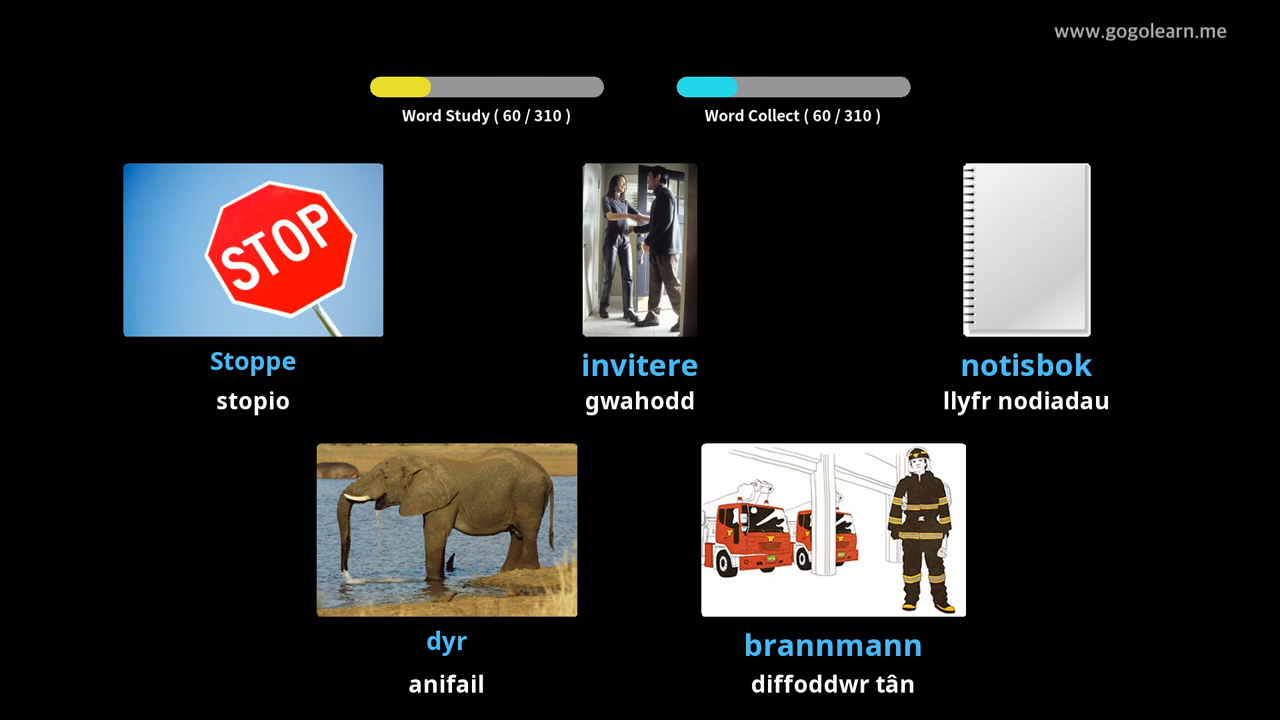 www.gogolearn.me
Word Study ( 60 / 310 )
Word Collect ( 60 / 310 )
STOP
Stoppe
stopio
invitere
gwahodd
notisbok
llyfr nodiadau
dyr
anifail
brannmann
diffoddwr tân